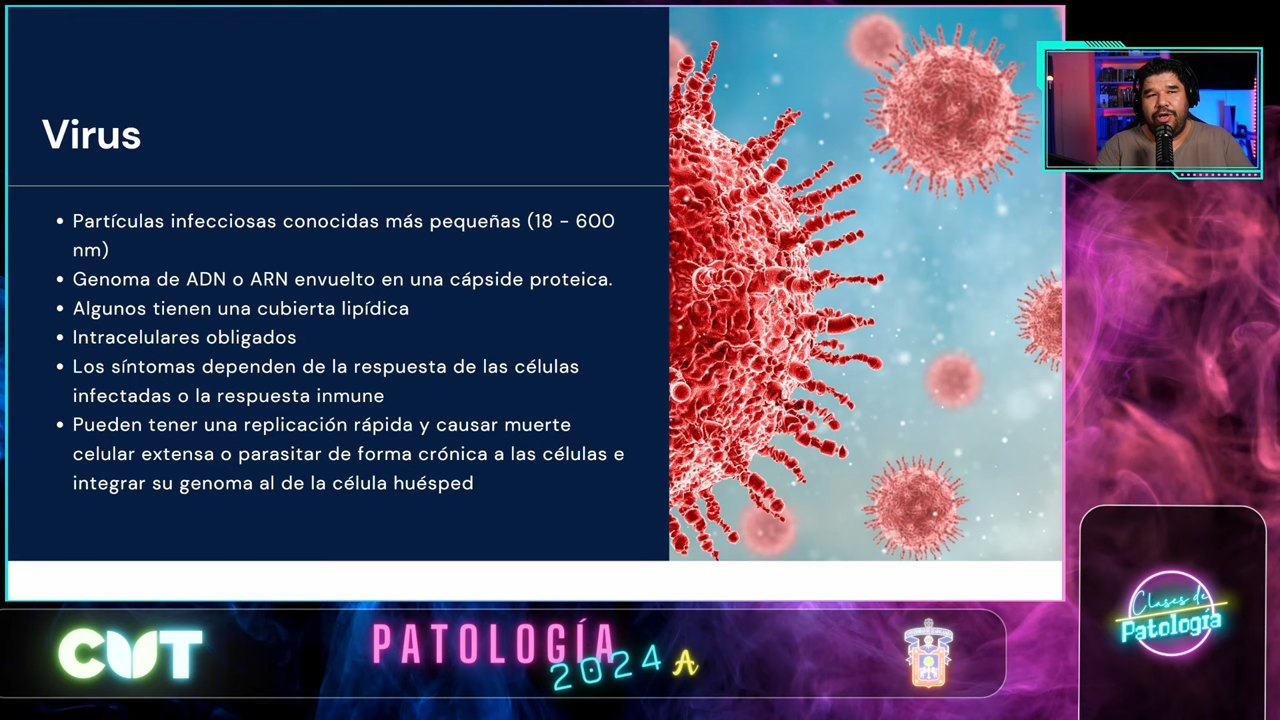 Virus
• Partículas infecciosas conocidas más pequeñas (18 - 600
nm)
• Genoma de ADN o ARN envuelto en una cápside proteica.
• Algunos tienen una cubierta lipídica
• Intracelulares obligados
• Los síntomas dependen de la respuesta de las células
infectadas o la respuesta inmune
• Pueden tener una replicación rápida y causar muerte
celular extensa o parasitar de forma crónica a las células e
integrar su genoma al de la célula huésped
CUT
PATOLOGÍA
2024 A
Clases de
Patología